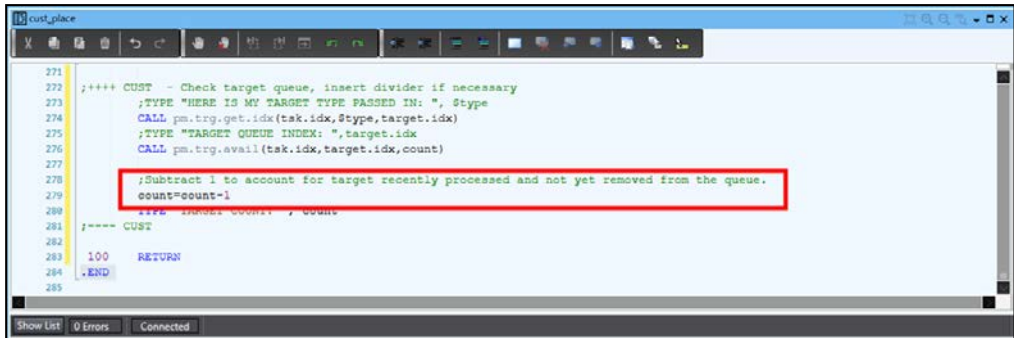 cust_place
271
272 ;++++ CUST - Check target queue, insert divider if necessary
273 ;TYPE "HERE IS MY TARGET TYPE PASSED IN: ", $type
274 CALL pm.trg.get.idx(tsk.idx,$type,target.idx)
275 ;TYPE "TARGET QUEUE INDEX: ",target.idx
276 CALL pm.trg.avail(tsk.idx,target.idx,count)
277
278 ;Subtract 1 to account for target recently processed and not yet removed from the queue.
279 count=count-1
280 TYPE "TARGET COUNT: ", count
281 ;---- CUST
282
283 100 RETURN
284 .END
285
Show List 0 Errors Connected